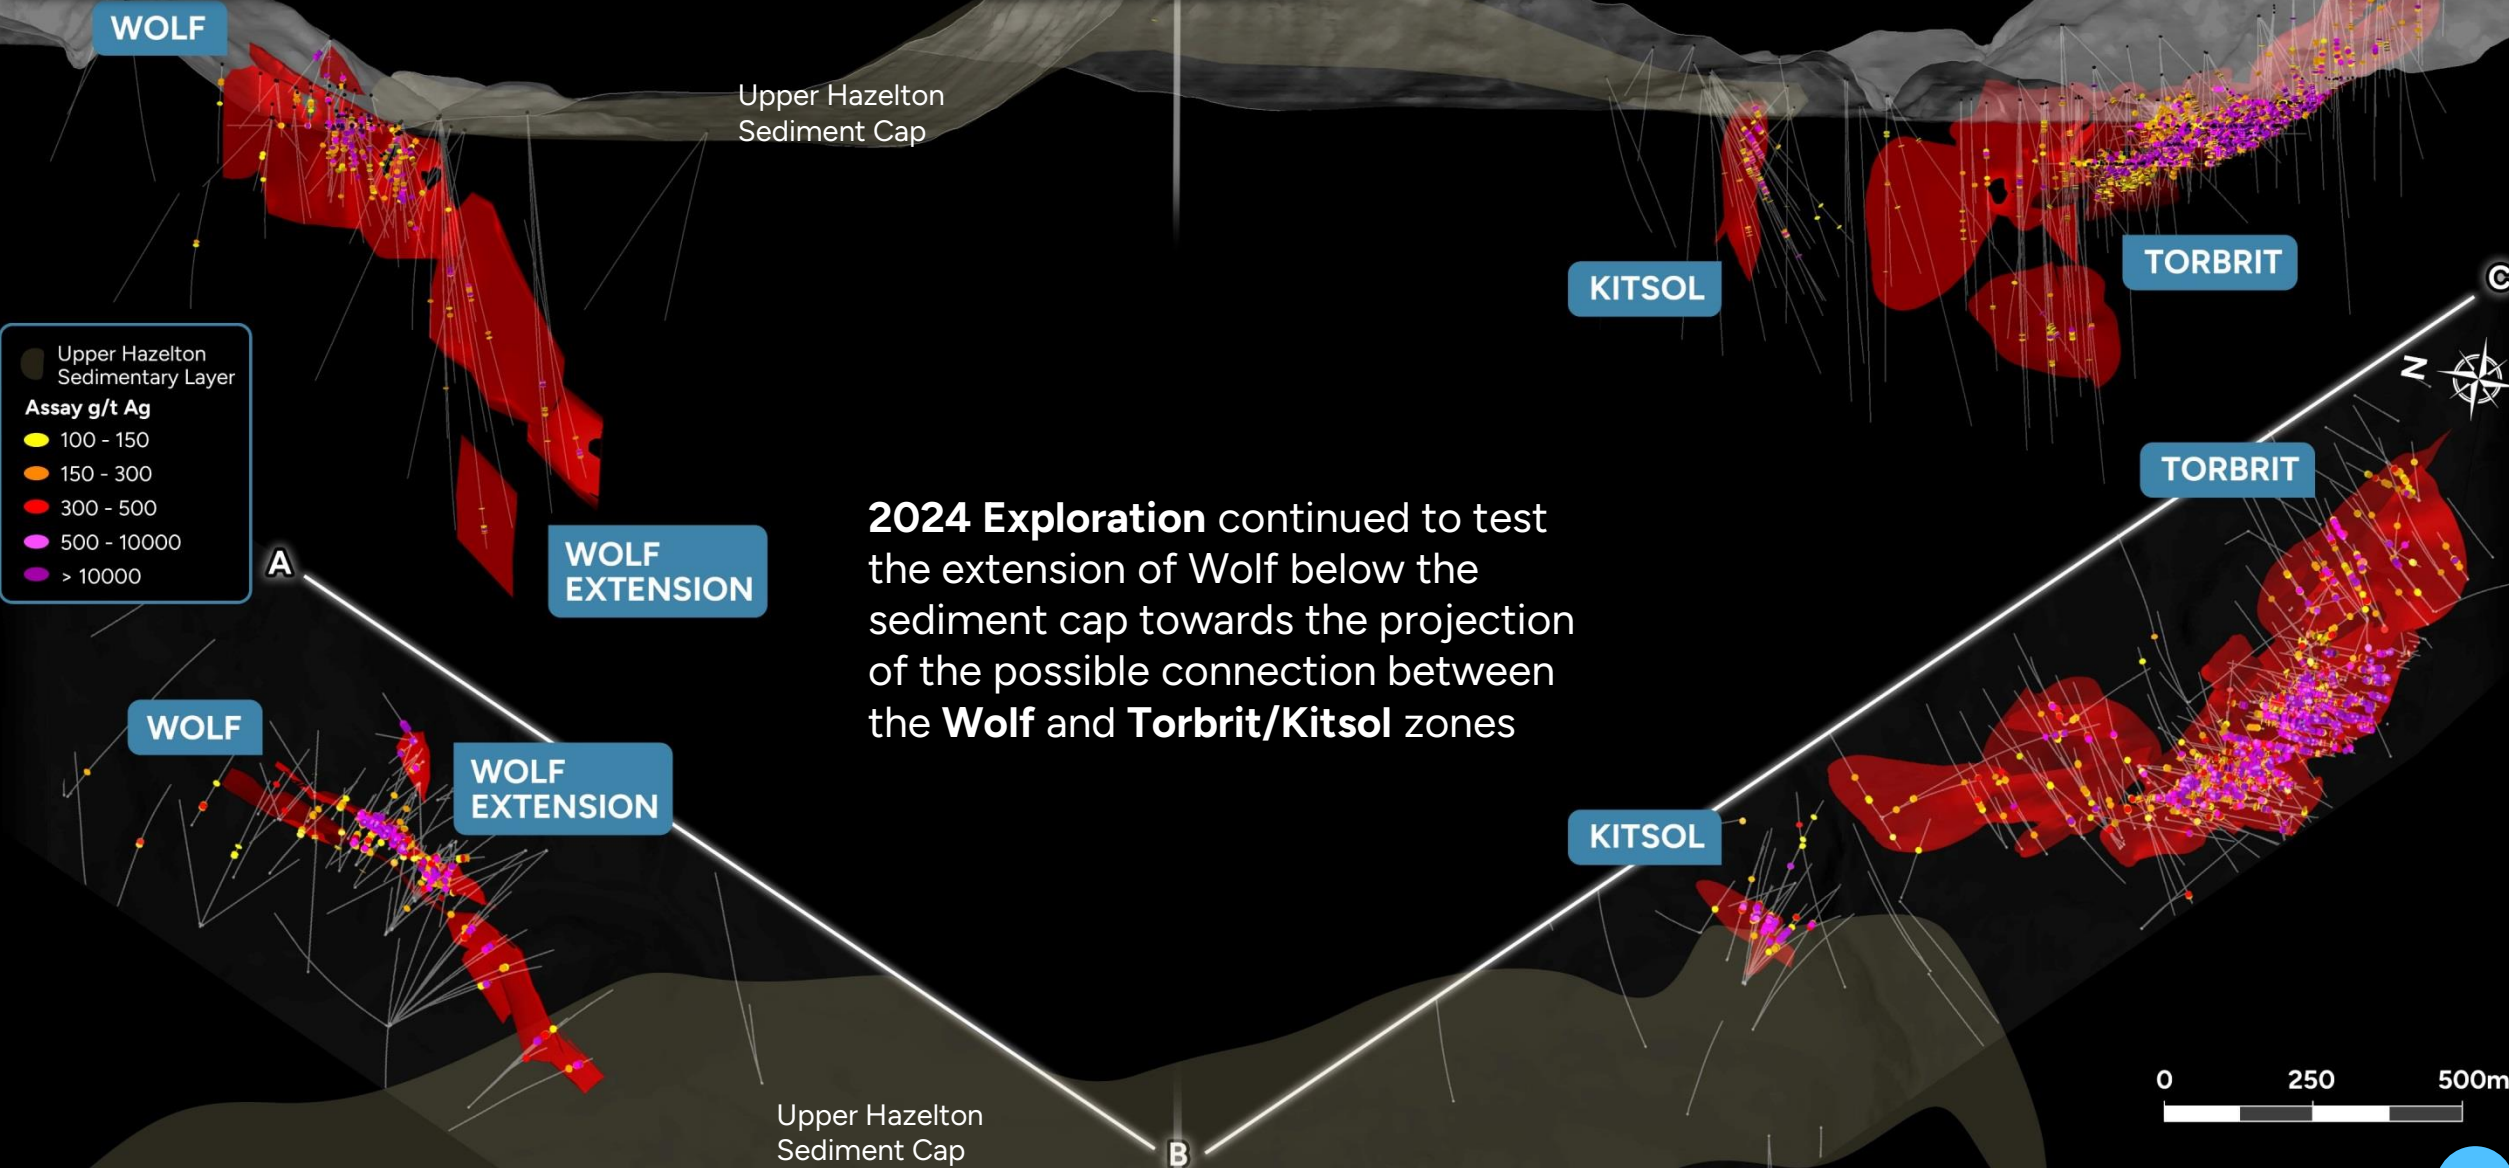 WOLF
Upper Hazelton
Sediment Cap
KITSOL
TORBRIT
C
N
Upper Hazelton
Sedimentary Layer
Assay g/t Ag
100 - 150
150 - 300
300 - 500
500 - 10000
> 10000
A
WOLF
EXTENSION
2024 Exploration continued to test
the extension of Wolf below the
sediment cap towards the projection
of the possible connection between
the Wolf and Torbrit/Kitsol zones
TORBRIT
WOLF
WOLF
EXTENSION
KITSOL
0 250 500m
Upper Hazelton
Sediment Cap
B